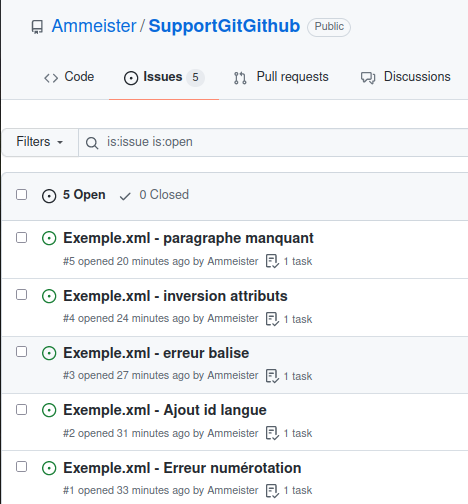 Ammeister / SupportGitGithub Public
Code Issues 5 Pull requests Discussions
Filters is:issue is:open
5 Open 0 Closed
Exemple.xml - paragraphe manquant
#5 opened 20 minutes ago by Ammeister 1 task
Exemple.xml - inversion attributs
#4 opened 24 minutes ago by Ammeister 1 task
Exemple.xml - erreur balise
#3 opened 27 minutes ago by Ammeister 1 task
Exemple.xml - Ajout id langue
#2 opened 31 minutes ago by Ammeister 1 task
Exemple.xml - Erreur numérotation
#1 opened 33 minutes ago by Ammeister 1 task